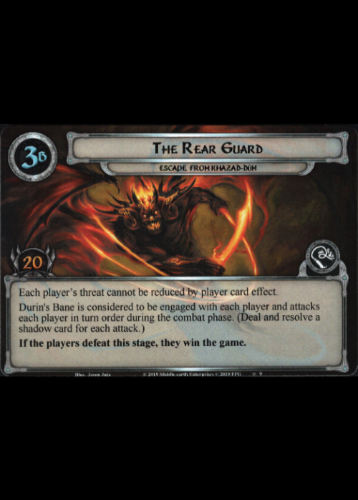 3B
THE REAR GUARD
ESCAPE FROM KHAZAD-DÛM
20
Each player's threat cannot be reduced by player card effect.
Durin's Bane is considered to be engaged with each player and attacks
each player in turn order during the combat phase. (Deal and resolve a
shadow card for each attack.)
If the players defeat this stage, they win the game.